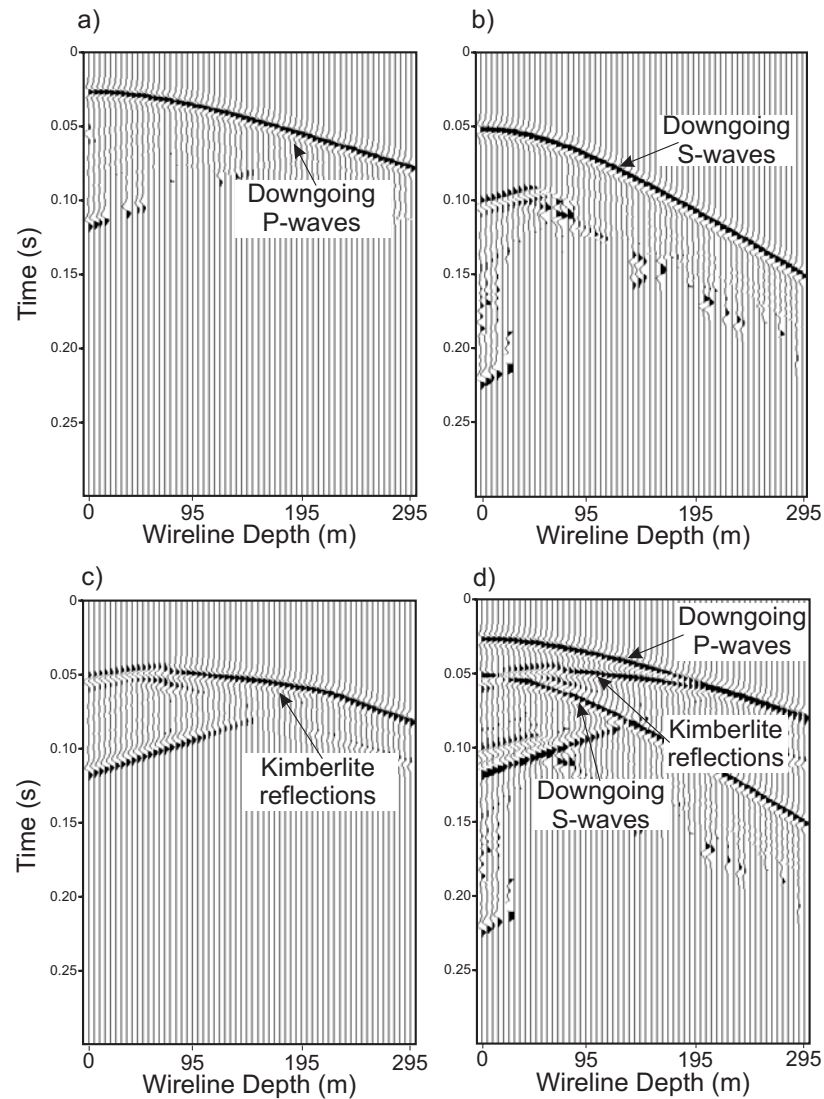 a)
0
0.05
0.10
0.15
0.20
0.25
Time (s)
Downgoing
P-waves
0
95
195
295
Wireline Depth (m)
b)
0
0.05
0.10
0.15
0.20
0.25
Downgoing
S-waves
0
95
195
295
Wireline Depth (m)
c)
0
0.05
0.10
0.15
0.20
0.25
Time (s)
Kimberlite
reflections
0
95
195
295
Wireline Depth (m)
d)
0
0.05
0.10
0.15
0.20
0.25
Downgoing
P-waves
Kimberlite
reflections
Downgoing
S-waves
0
95
195
295
Wireline Depth (m)